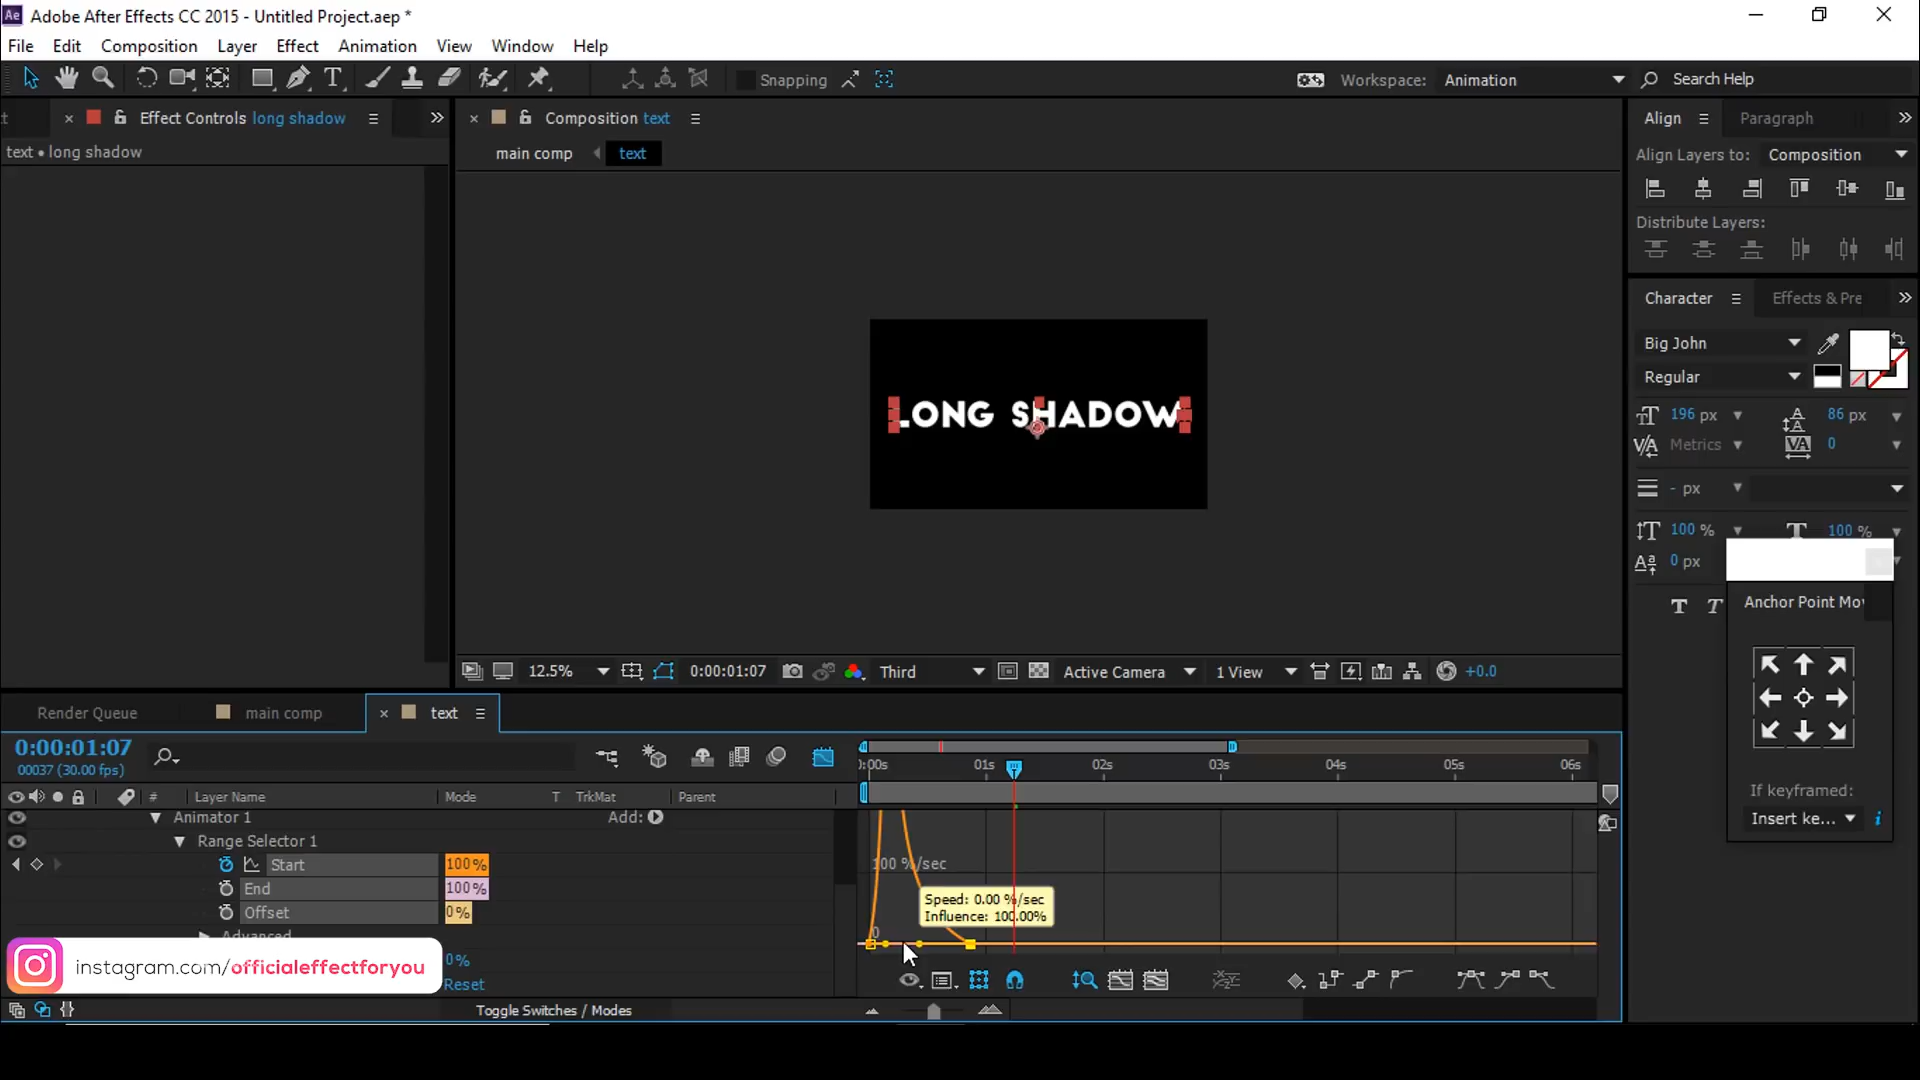 Ae Adobe After Effects CC 2015 - Untitled Project.aep *
File Edit Composition Layer Effect Animation View Window Help
Snapping Workspace: Animation Search Help
Effect Controls long shadow
Composition text
Align Paragraph
text • long shadow
main comp text
Align Layers to: Composition
Distribute Layers:
Character Effects & Pre
Big John
Regular
LONG SHADOW
196 px 86 px
Metrics 0
- px
100 % 100 %
0 px
T T
Anchor Point Mov
12.5% 0:00:01:07 Third Active Camera 1 View +0.0
If keyframed:
Insert ke...
Render Queue main comp text
0:00:01:07
00037 (30.00 fps)
01s 02s 03s 04s 05s 06s
# Layer Name Mode T TrkMat Parent
Animator 1 Add:
Range Selector 1
Start 100%
End 100%
Offset 0%
Advanced
0%
Reset
100 %/sec
Speed: 0.00 %/sec
Influence: 100.00%
0
instagram.com/officialeffectforyou
Toggle Switches / Modes